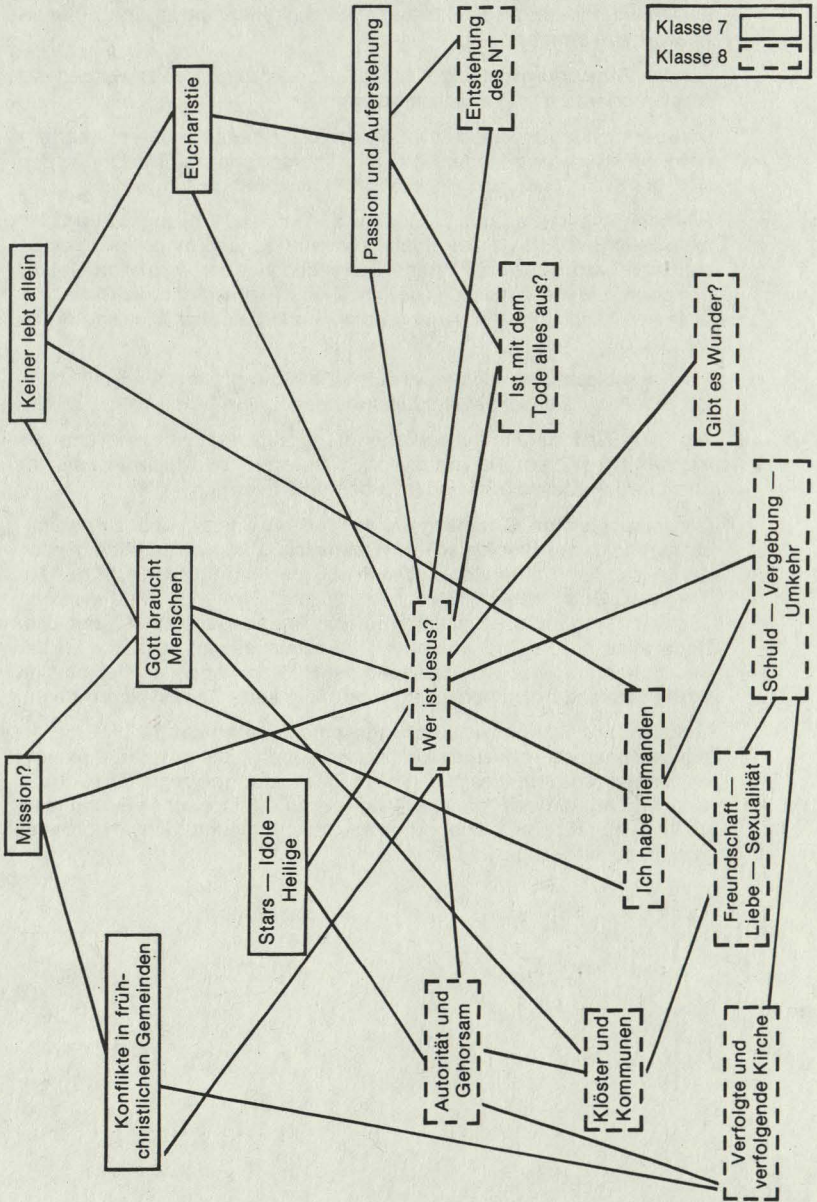 Keiner lebt allein
Eucharistie
Passion und Auferstehung
Entstehung
des NT
Mission?
Gott braucht
Menschen
Ist mit dem
Tode alles aus?
Gibt es Wunder?
Stars — Idole —
Heilige
Wer ist Jesus?
Konflikte in früh-
christlichen Gemeinden
Autorität und
Gehorsam
Ich habe niemanden
Schuld — Vergebung —
Umkehr
Klöster und
Kommunen
Freundschaft —
Liebe — Sexualität
Verfolgte und
verfolgende Kirche
Klasse 7
Klasse 8